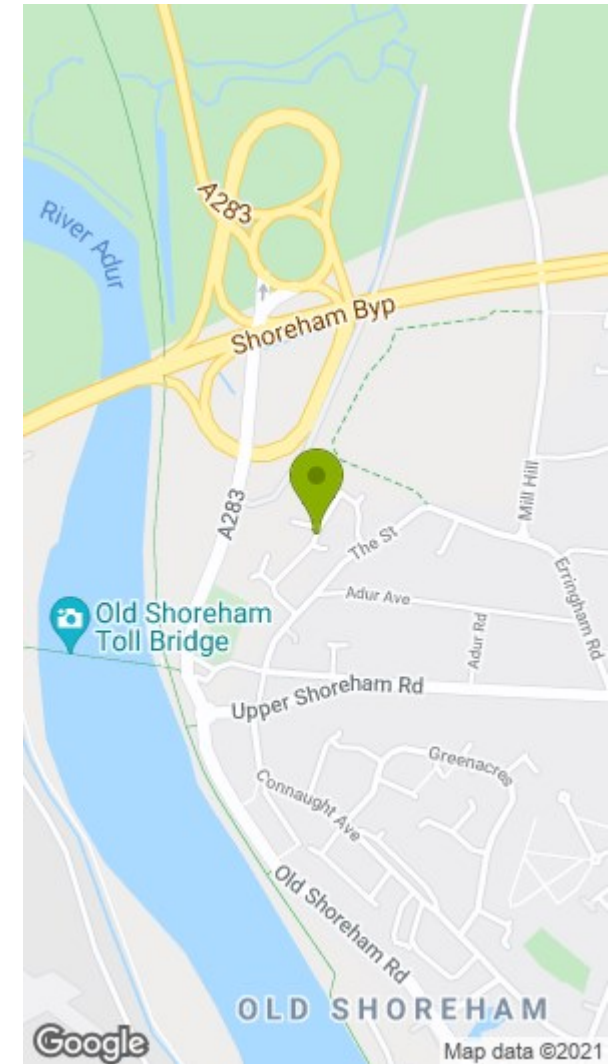 A283
River Adur
Shoreham Byp
Mill Hill
A283
The St
Erringham Rd
Adur Ave
Old Shoreham
Toll Bridge
Adur Rd
Upper Shoreham Rd
Greenacres
Connaught Ave
Old Shoreham Rd
OLD SHOREHAM
Google
Map data ©2021